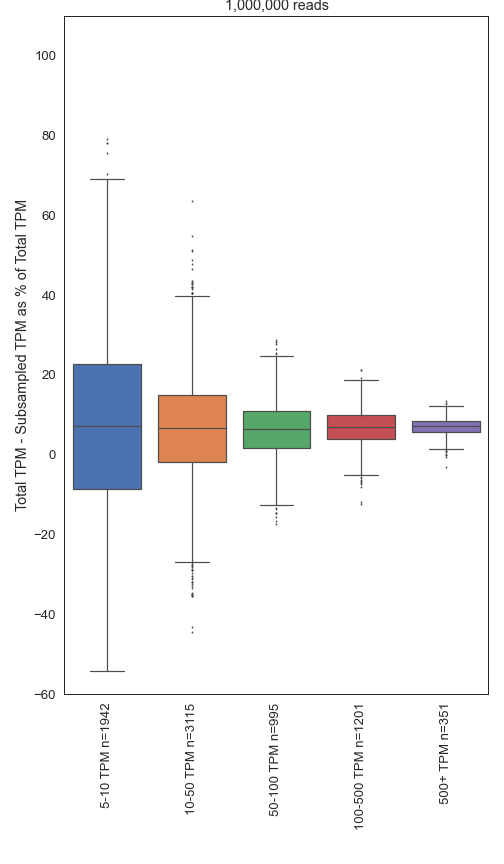 1,000,000 reads
Total TPM - Subsampled TPM as % of Total TPM
100
80
60
40
20
0
−20
−40
−60
5-10 TPM n=1942
10-50 TPM n=3115
50-100 TPM n=995
100-500 TPM n=1201
500+ TPM n=351